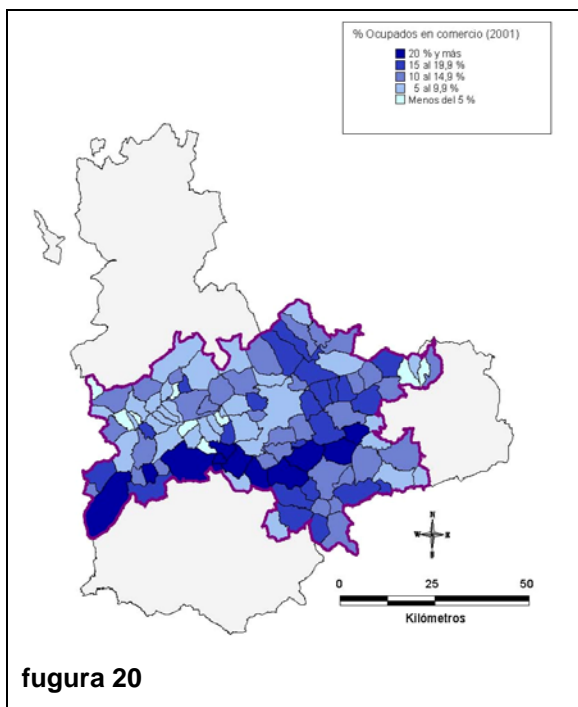 % Ocupados en comercio (2001)
20 % y más
15 al 19,9 %
10 al 14,9 %
5 al 9,9 %
Menos del 5 %
N
W E
S
0 25 50
Kilómetros
fugura 20